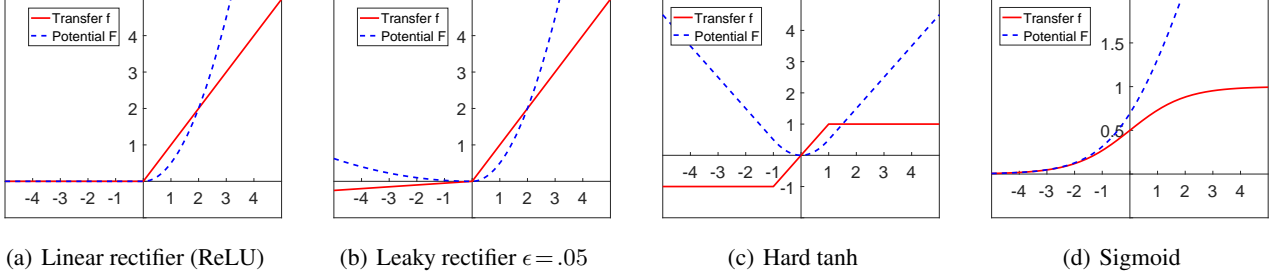 Transfer f
Potential F
4
3
2
1
-4 -3 -2 -1 1 2 3 4
(a) Linear rectifier (ReLU)
Transfer f
Potential F
4
3
2
1
-4 -3 -2 -1 1 2 3 4
(b) Leaky rectifier ϵ=.05
Transfer f
Potential F
4
3
2
1
-4 -3 -2 -1 1 2 3 4
-1
(c) Hard tanh
Transfer f
Potential F
1.5
1
0.5
-4 -3 -2 -1 1 2 3 4
(d) Sigmoid